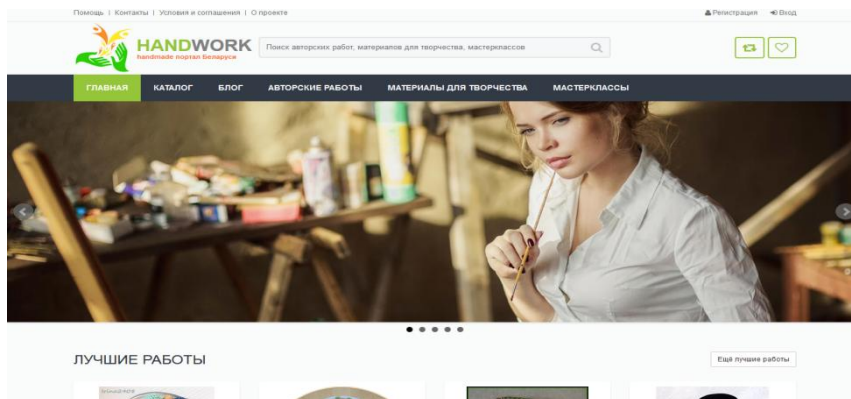 Помощь | Контакты | Условия и соглашения | О проекте
Регистрация Вход
HANDWORK
handmade портал Беларуси
Поиск авторских работ, материалов для творчества, мастерклассов
ГЛАВНАЯ КАТАЛОГ БЛОГ АВТОРСКИЕ РАБОТЫ МАТЕРИАЛЫ ДЛЯ ТВОРЧЕСТВА МАСТЕРКЛАССЫ
ЛУЧШИЕ РАБОТЫ
Ещё лучшие работы